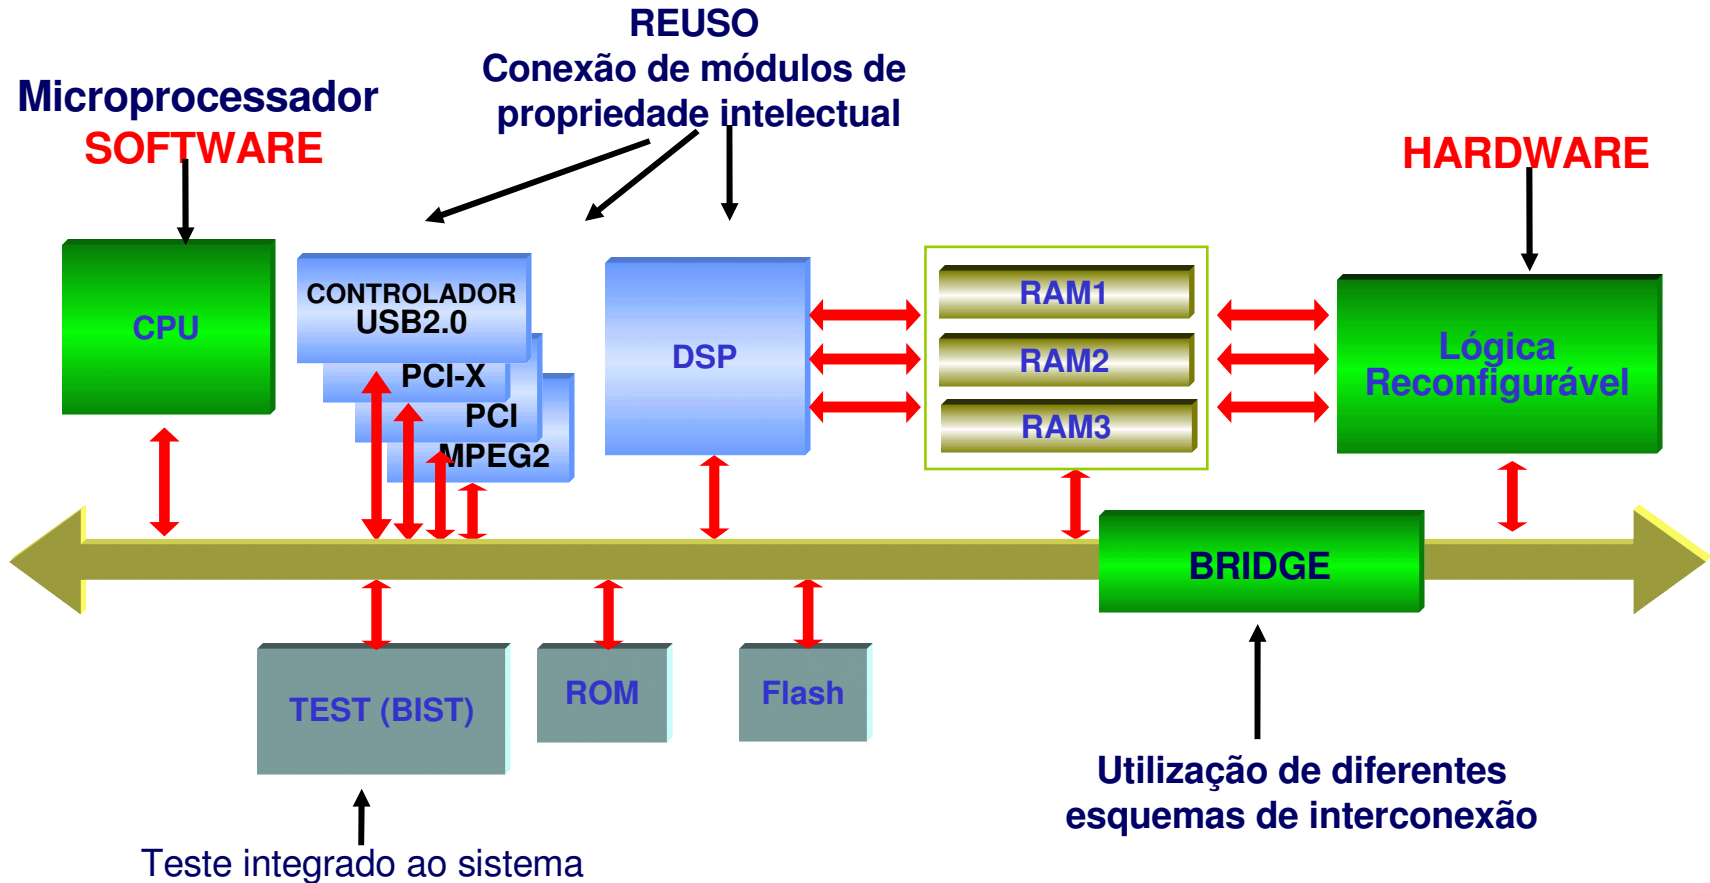 REUSO
Conexão de módulos de
propriedade intelectual
Microprocessador
SOFTWARE
HARDWARE
CPU
CONTROLADOR
USB2.0
PCI-X
PCI
MPEG2
DSP
RAM1
RAM2
RAM3
Lógica
Reconfigurável
BRIDGE
TEST (BIST)
ROM
Flash
Utilização de diferentes
esquemas de interconexão
Teste integrado ao sistema